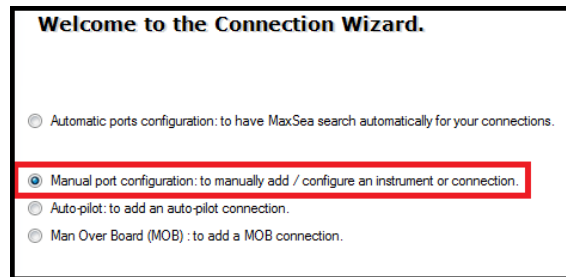 Welcome to the Connection Wizard.
Automatic ports configuration: to have MaxSea search automatically for your connections.
Manual port configuration: to manually add / configure an instrument or connection.
Auto-pilot: to add an auto-pilot connection.
Man Over Board (MOB) : to add a MOB connection.